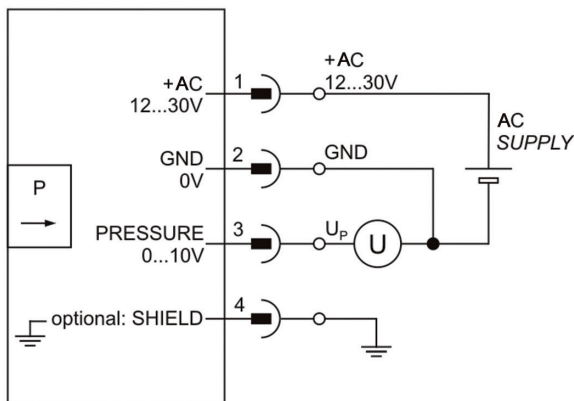 +AC
12...30V
1
+AC
12...30V
AC
SUPPLY
GND
0V
2
GND
P
PRESSURE
0...10V
3
UP
U
optional: SHIELD
4